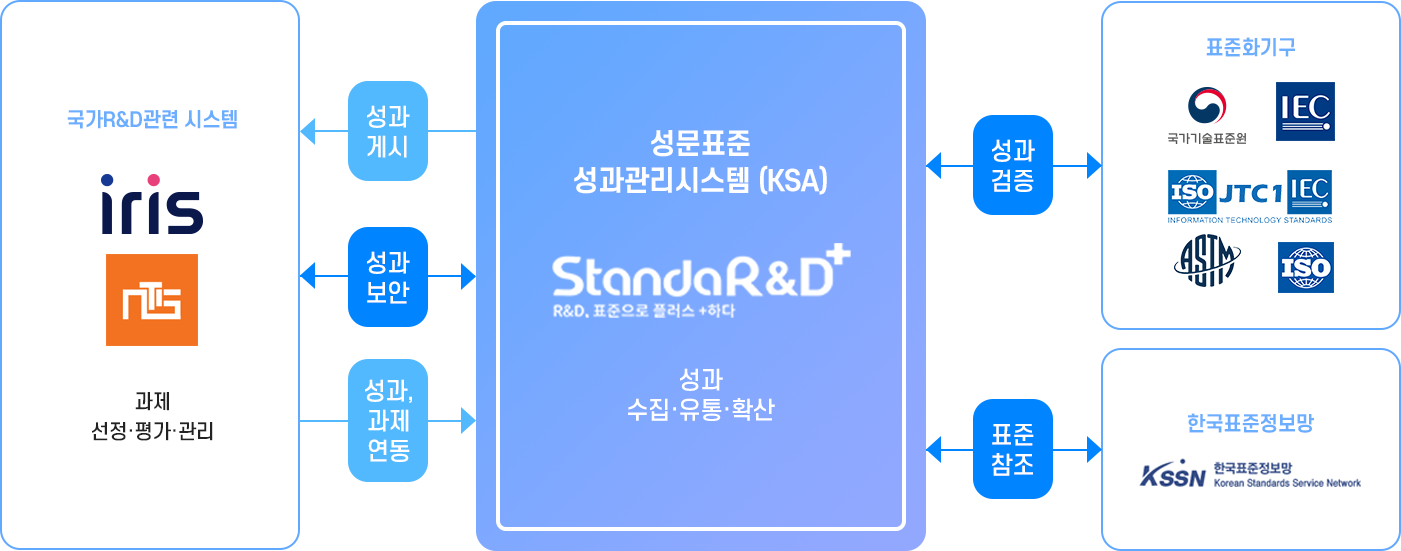 국가R&D관련 시스템
iris
NTIS
과제
선정·평가·관리
성과
게시
성과
보안
성과,
과제
연동
성문표준
성과관리시스템 (KSA)
StandaR&D+
R&D, 표준으로 플러스 +하다
성과
수집·유통·확산
성과
검증
표준
참조
표준화기구
국가기술표준원
IEC
ISO JTC1 IEC
INFORMATION TECHNOLOGY STANDARDS
ASTM
ISO
한국표준정보망
KSSN 한국표준정보망
Korean Standards Service Network